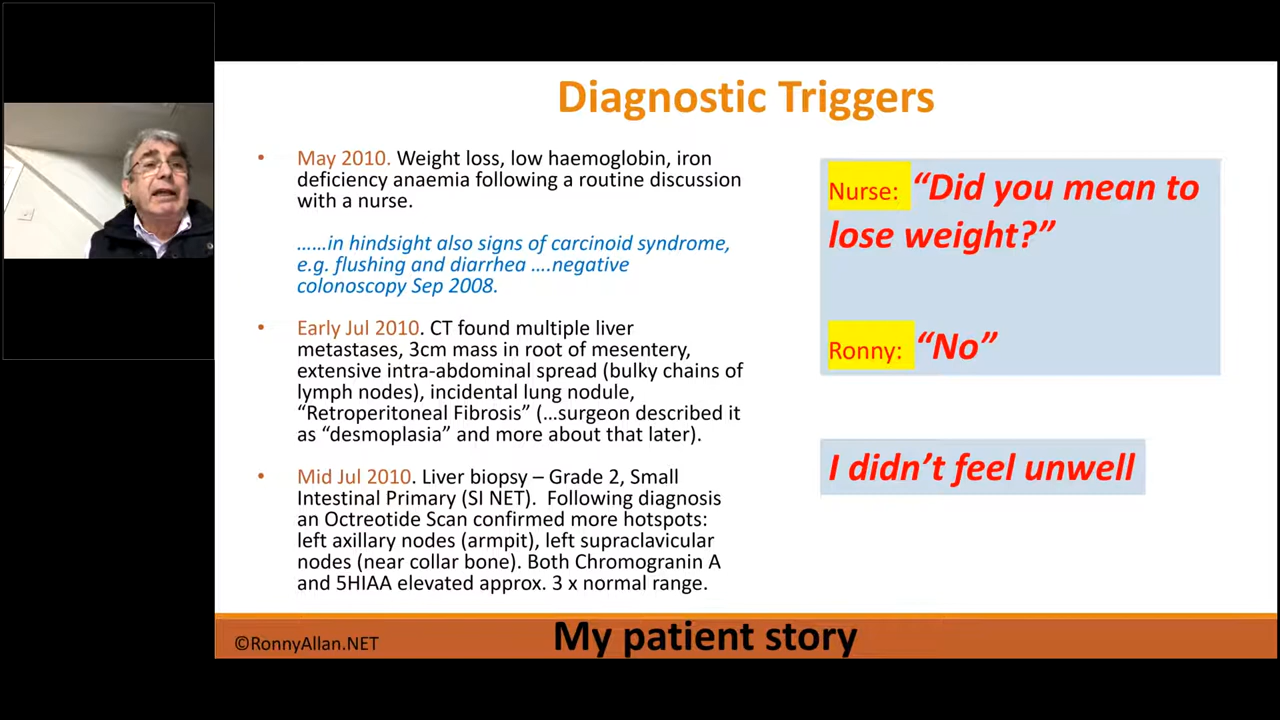 Diagnostic Triggers
• May 2010. Weight loss, low haemoglobin, iron
deficiency anaemia following a routine discussion
with a nurse.
……in hindsight also signs of carcinoid syndrome,
e.g. flushing and diarrhea ….negative
colonoscopy Sep 2008.
• Early Jul 2010. CT found multiple liver
metastases, 3cm mass in root of mesentery,
extensive intra-abdominal spread (bulky chains of
lymph nodes), incidental lung nodule,
“Retroperitoneal Fibrosis” (…surgeon described it
as “desmoplasia” and more about that later).
• Mid Jul 2010. Liver biopsy – Grade 2, Small
Intestinal Primary (SI NET).  Following diagnosis
an Octreotide Scan confirmed more hotspots:
left axillary nodes (armpit), left supraclavicular
nodes (near collar bone). Both Chromogranin A
and 5HIAA elevated approx. 3 x normal range.
Nurse: “Did you mean to
lose weight?”
Ronny: “No”
I didn’t feel unwell
©RonnyAllan.NET
My patient story